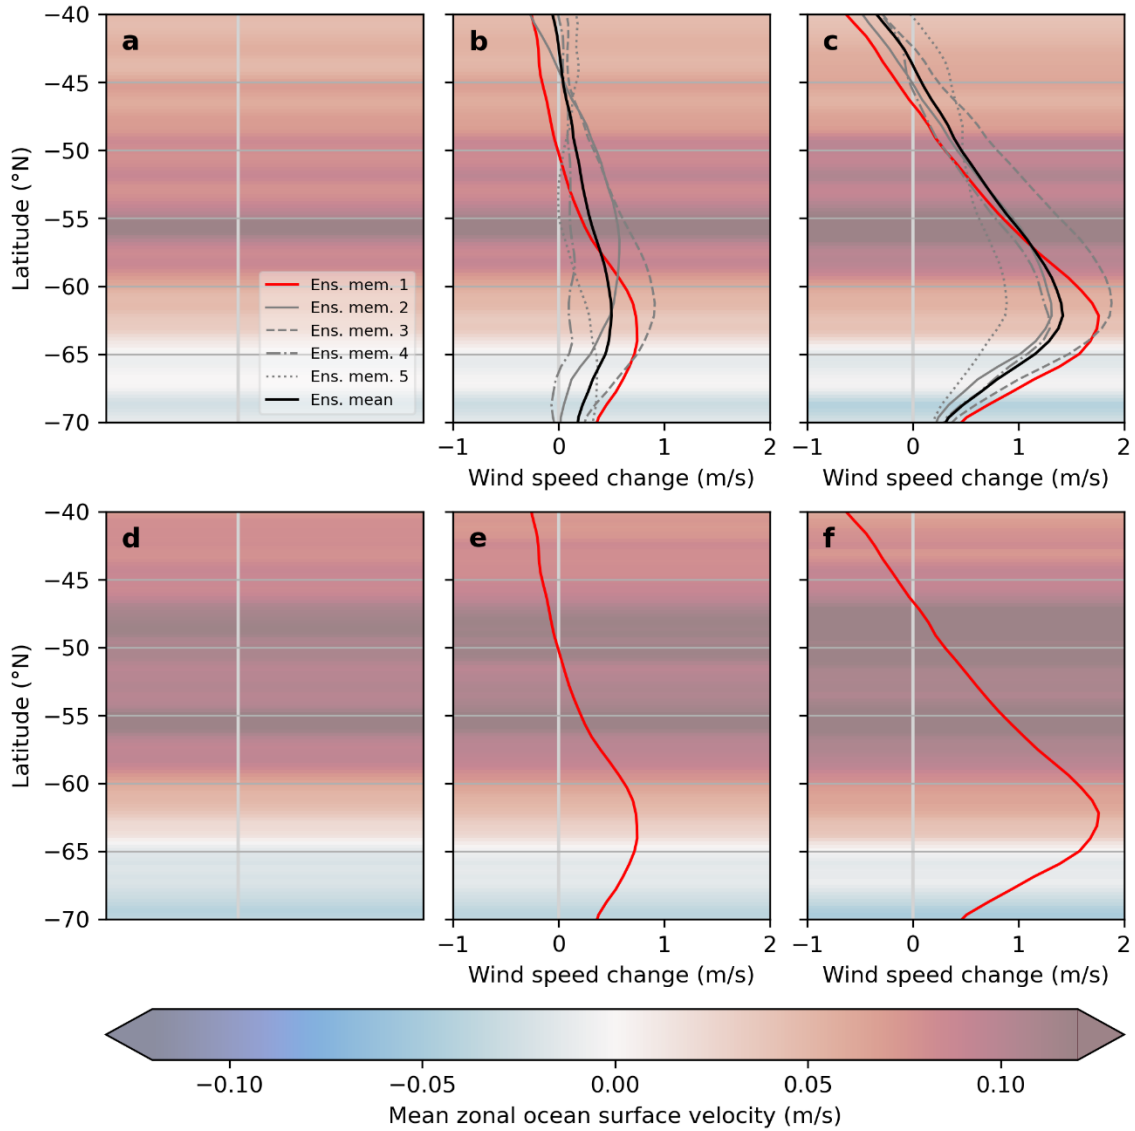 a
b
c
−40
−45
−50
−55
−60
−65
−70
Latitude (°N)
Ens. mem. 1
Ens. mem. 2
Ens. mem. 3
Ens. mem. 4
Ens. mem. 5
Ens. mean
−1 0 1 2
−1 0 1 2
Wind speed change (m/s)
Wind speed change (m/s)
d
e
f
−40
−45
−50
−55
−60
−65
−70
Latitude (°N)
−1 0 1 2
−1 0 1 2
Wind speed change (m/s)
Wind speed change (m/s)
−0.10 −0.05 0.00 0.05 0.10
Mean zonal ocean surface velocity (m/s)